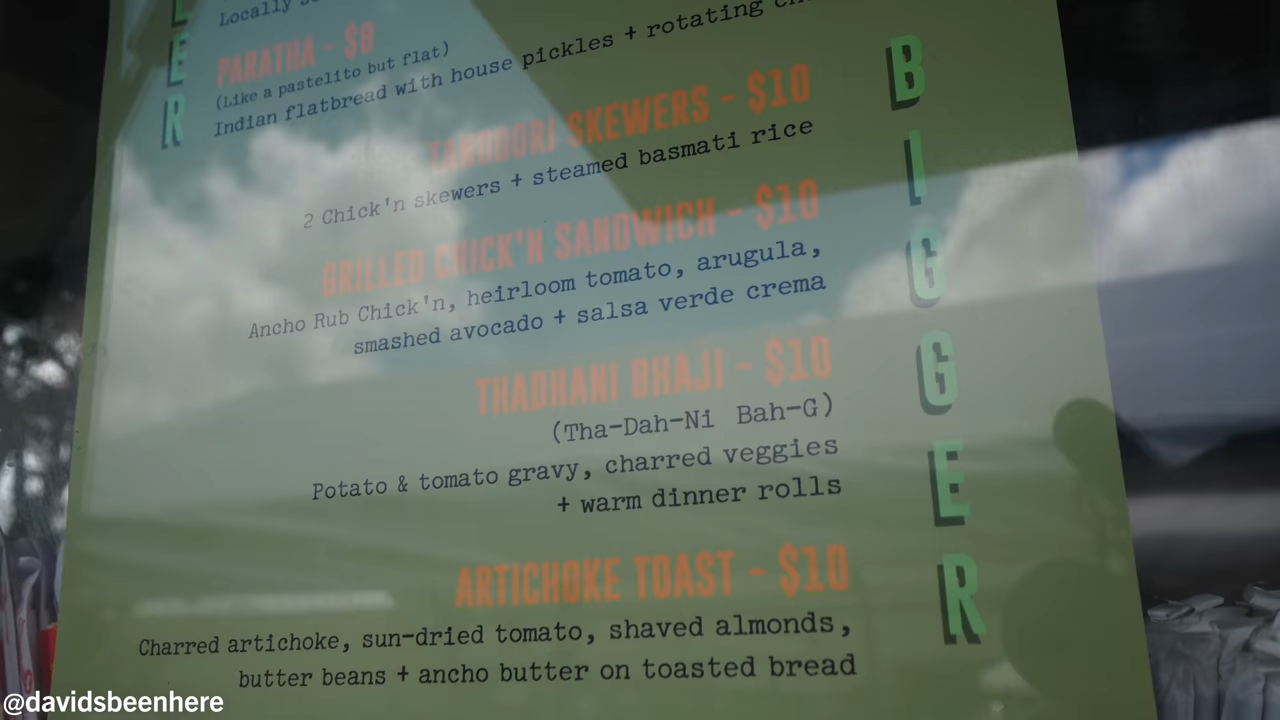 L
E
R
Locally
PARATHA - $8
(Like a pastelito but flat)
Indian flatbread with house pickles + rotating
TANDOORI SKEWERS - $10
2 Chick'n skewers + steamed basmati rice
GRILLED CHICK'N SANDWICH - $10
Ancho Rub Chick'n, heirloom tomato, arugula,
smashed avocado + salsa verde crema
THADHANI BHAJI - $10
(Tha-Dah-Ni Bah-G)
Potato & tomato gravy, charred veggies
+ warm dinner rolls
ARTICHOKE TOAST - $10
Charred artichoke, sun-dried tomato, shaved almonds,
butter beans + ancho butter on toasted bread
B
I
G
G
E
R
@davidsbeenhere